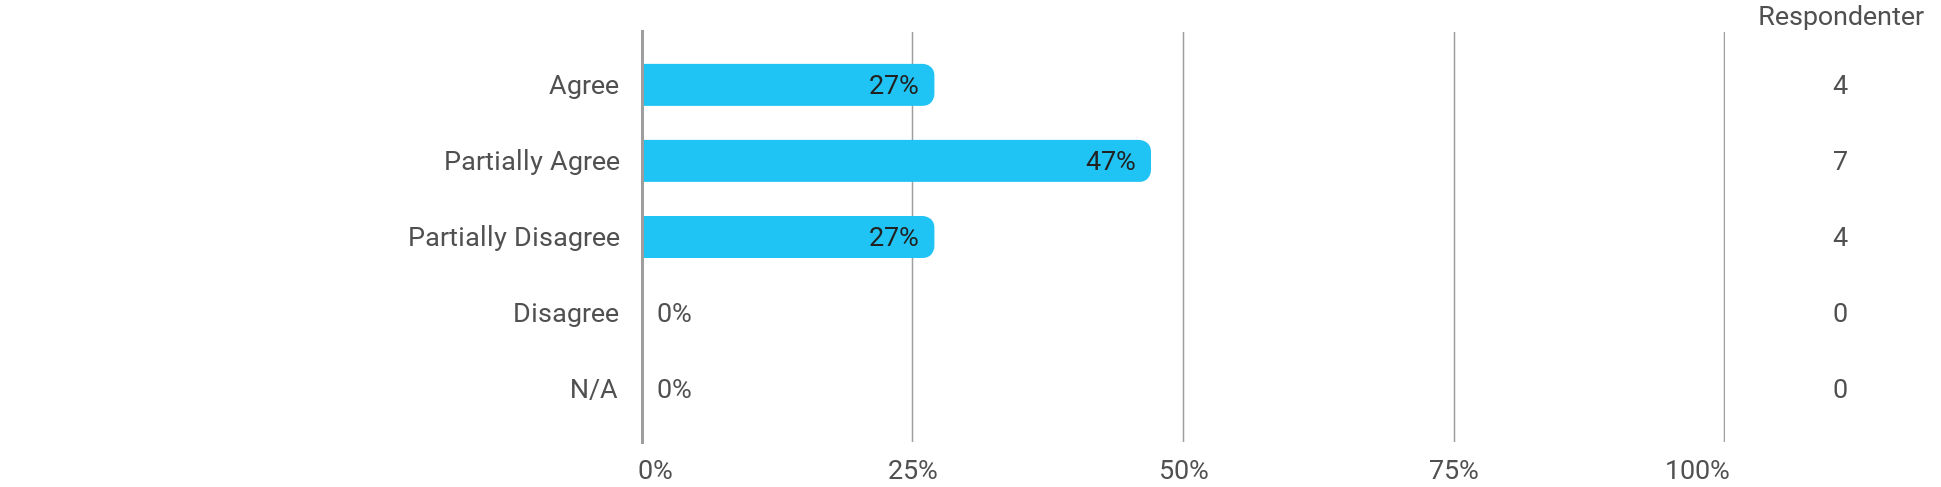 Respondenter
Agree 27% 4
Partially Agree 47% 7
Partially Disagree 27% 4
Disagree 0% 0
N/A 0% 0
0% 25% 50% 75% 100%